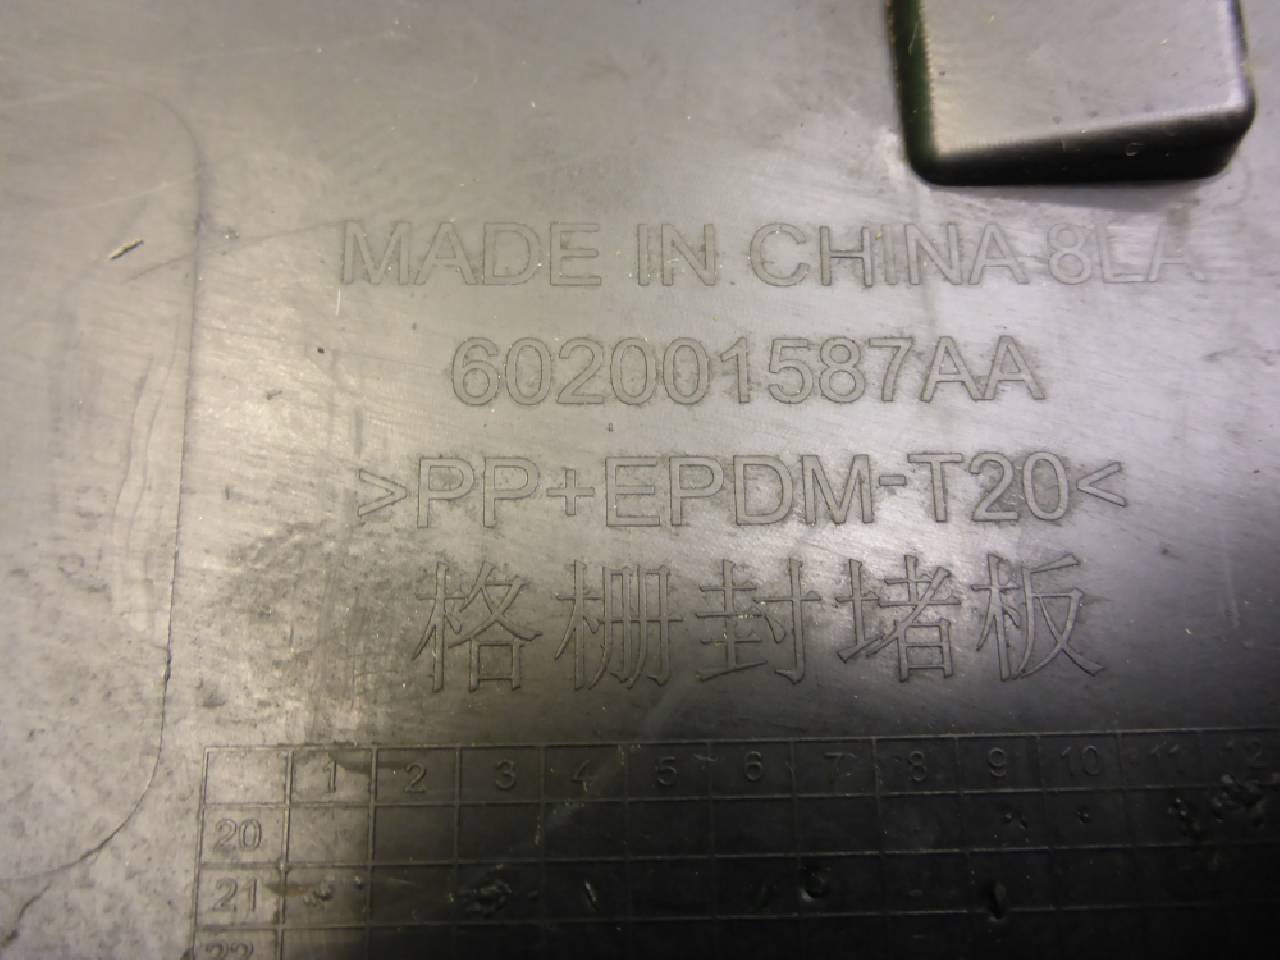 MADE IN CHINA 8LA
602001587AA
>PP+EPDM-T20<
格栅封堵板
1 2 3 4 5 6 7 8 9 10 11 12
20
21
22